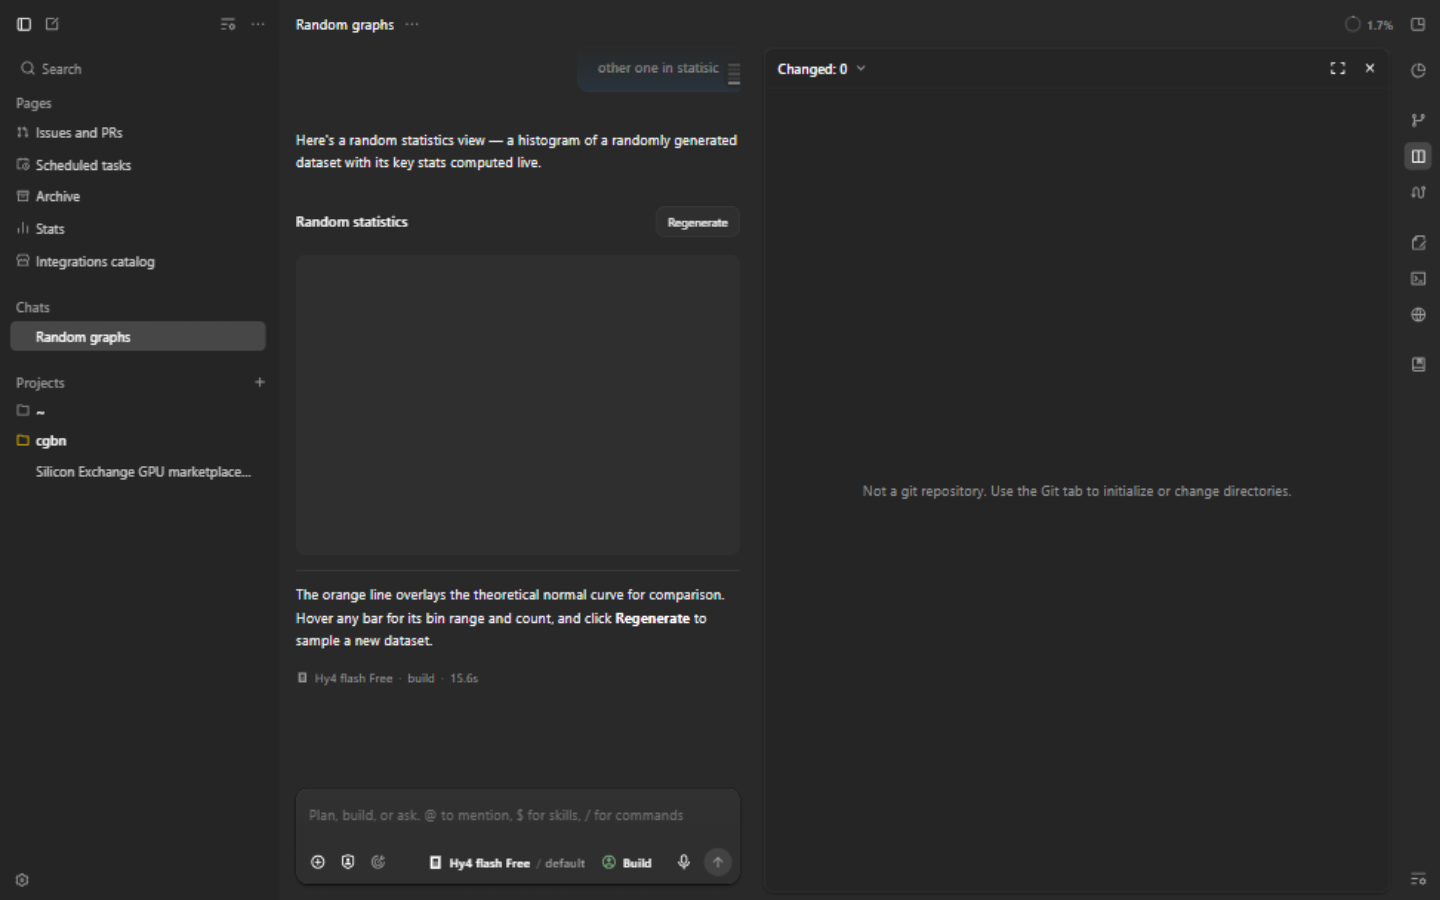 Search
Pages
Issues and PRs
Scheduled tasks
Archive
Stats
Integrations catalog
Chats
Random graphs
Projects
~
cgbn
Silicon Exchange GPU marketplace...
Random graphs
other one in statisic
Here's a random statistics view — a histogram of a randomly generated
dataset with its key stats computed live.
Random statistics
Regenerate
The orange line overlays the theoretical normal curve for comparison.
Hover any bar for its bin range and count, and click Regenerate to
sample a new dataset.
Hy4 flash Free · build · 15.6s
Plan, build, or ask. @ to mention, $ for skills, / for commands
Hy4 flash Free / default
Build
1.7%
Changed: 0
Not a git repository. Use the Git tab to initialize or change directories.